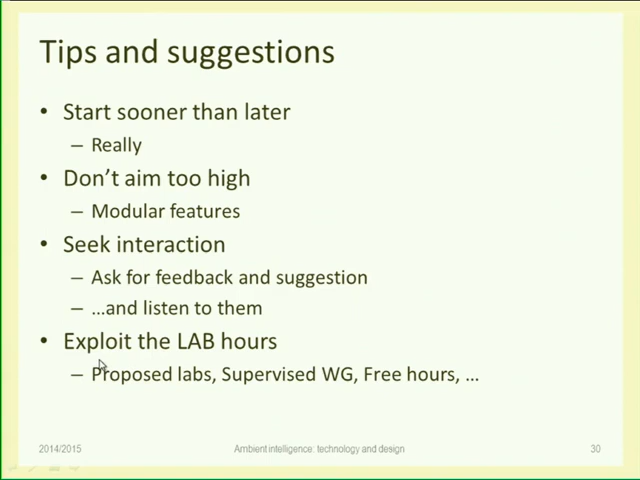 Tips and suggestions
• Start sooner than later
– Really
• Don't aim too high
– Modular features
• Seek interaction
– Ask for feedback and suggestion
– …and listen to them
• Exploit the LAB hours
– Proposed labs, Supervised WG, Free hours, …
2014/2015 Ambient intelligence: technology and design 30